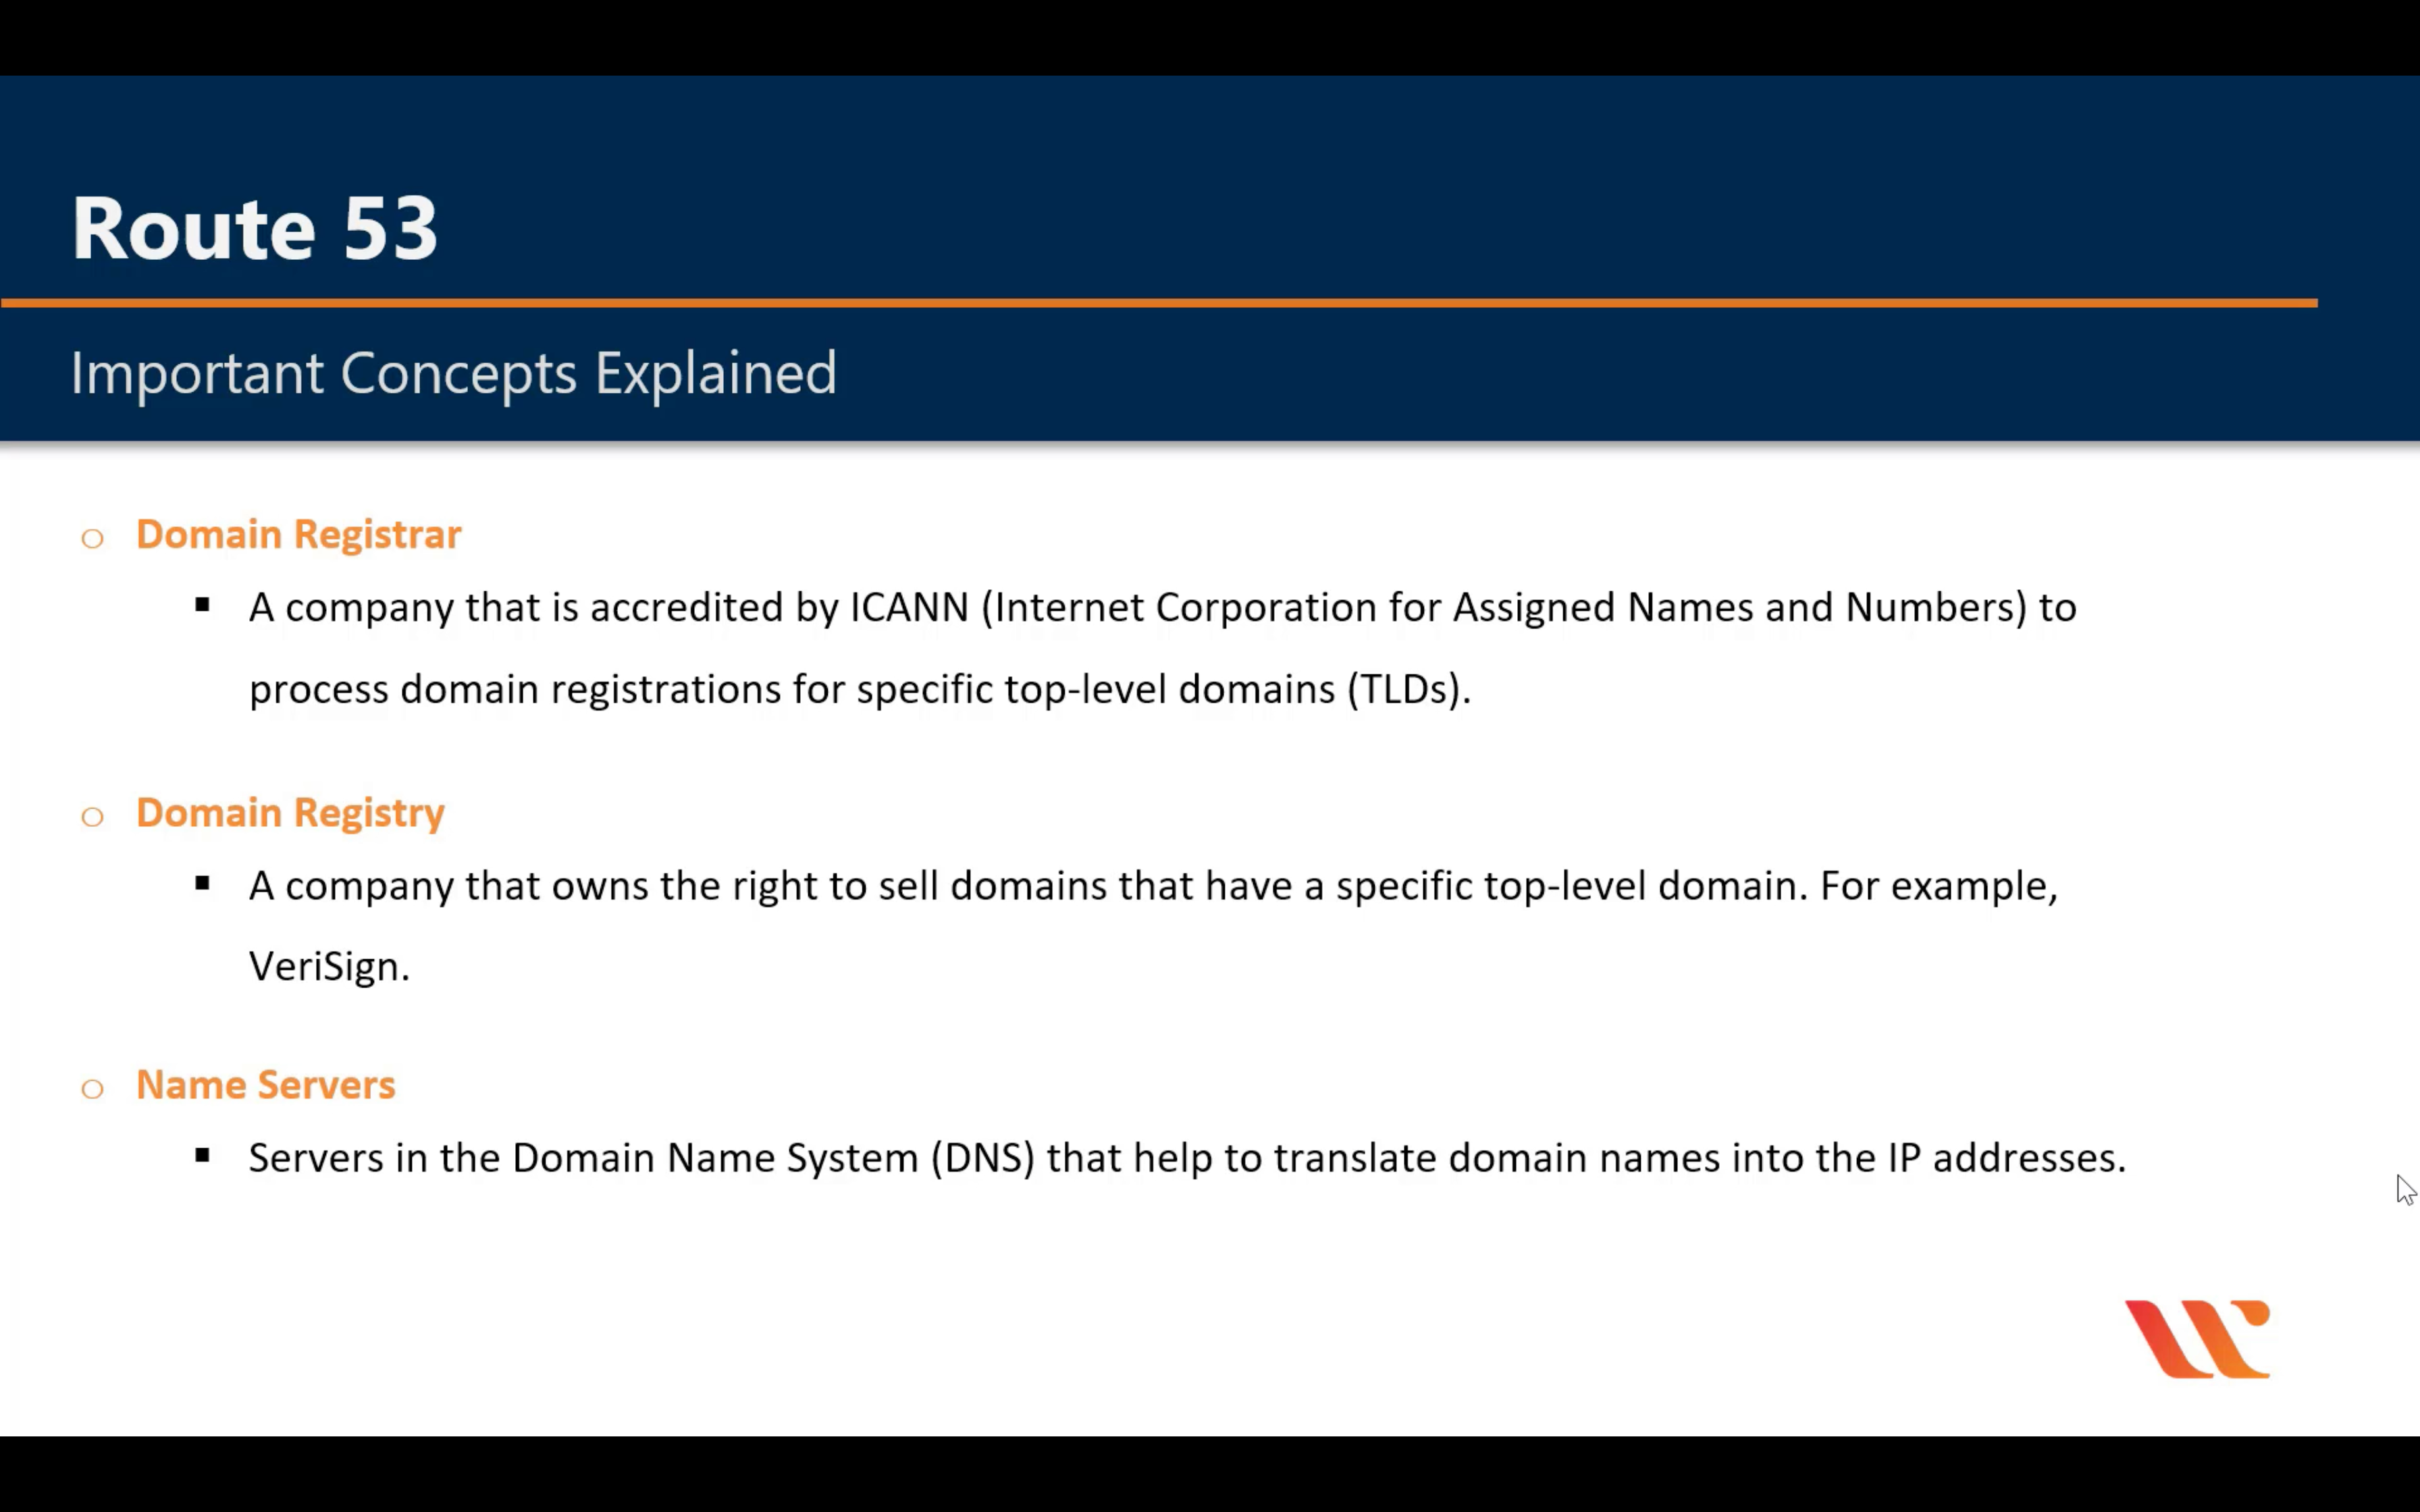 Route 53
Important Concepts Explained
o Domain Registrar
▪ A company that is accredited by ICANN (Internet Corporation for Assigned Names and Numbers) to
process domain registrations for specific top-level domains (TLDs).
o Domain Registry
▪ A company that owns the right to sell domains that have a specific top-level domain. For example,
VeriSign.
o Name Servers
▪ Servers in the Domain Name System (DNS) that help to translate domain names into the IP addresses.